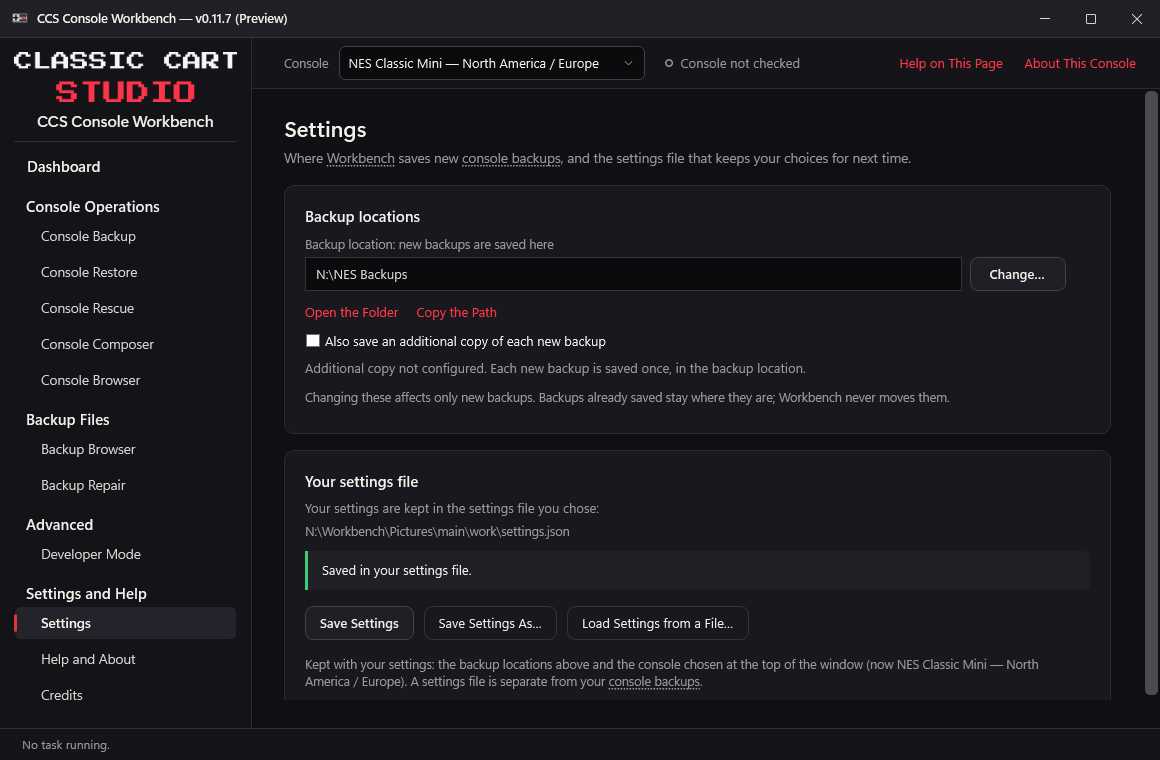 CCS Console Workbench — v0.11.7 (Preview)
CLASSIC CART
STUDIO
CCS Console Workbench
Dashboard
Console Operations
Console Backup
Console Restore
Console Rescue
Console Composer
Console Browser
Backup Files
Backup Browser
Backup Repair
Advanced
Developer Mode
Settings and Help
Settings
Help and About
Credits
Console
NES Classic Mini — North America / Europe
Console not checked
Help on This Page
About This Console
Settings
Where Workbench saves new console backups, and the settings file that keeps your choices for next time.
Backup locations
Backup location: new backups are saved here
N:\NES Backups
Change...
Open the Folder
Copy the Path
Also save an additional copy of each new backup
Additional copy not configured. Each new backup is saved once, in the backup location.
Changing these affects only new backups. Backups already saved stay where they are; Workbench never moves them.
Your settings file
Your settings are kept in the settings file you chose:
N:\Workbench\Pictures\main\work\settings.json
Saved in your settings file.
Save Settings
Save Settings As...
Load Settings from a File...
Kept with your settings: the backup locations above and the console chosen at the top of the window (now NES Classic Mini — North
America / Europe). A settings file is separate from your console backups.
No task running.